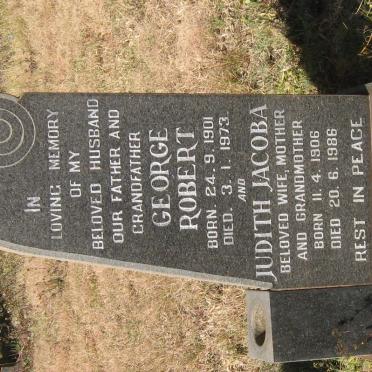 IN
LOVING MEMORY
OF MY
BELOVED HUSBAND
OUR FATHER AND
GRANDFATHER
GEORGE
ROBERT
BORN 24. 9. 1901
DIED. 3. 1. 1973.
AND
JUDITH JACOBA
BELOVED WIFE, MOTHER
AND GRANDMOTHER
BORN 11. 4. 1906
DIED 20. 6. 1986
REST IN PEACE